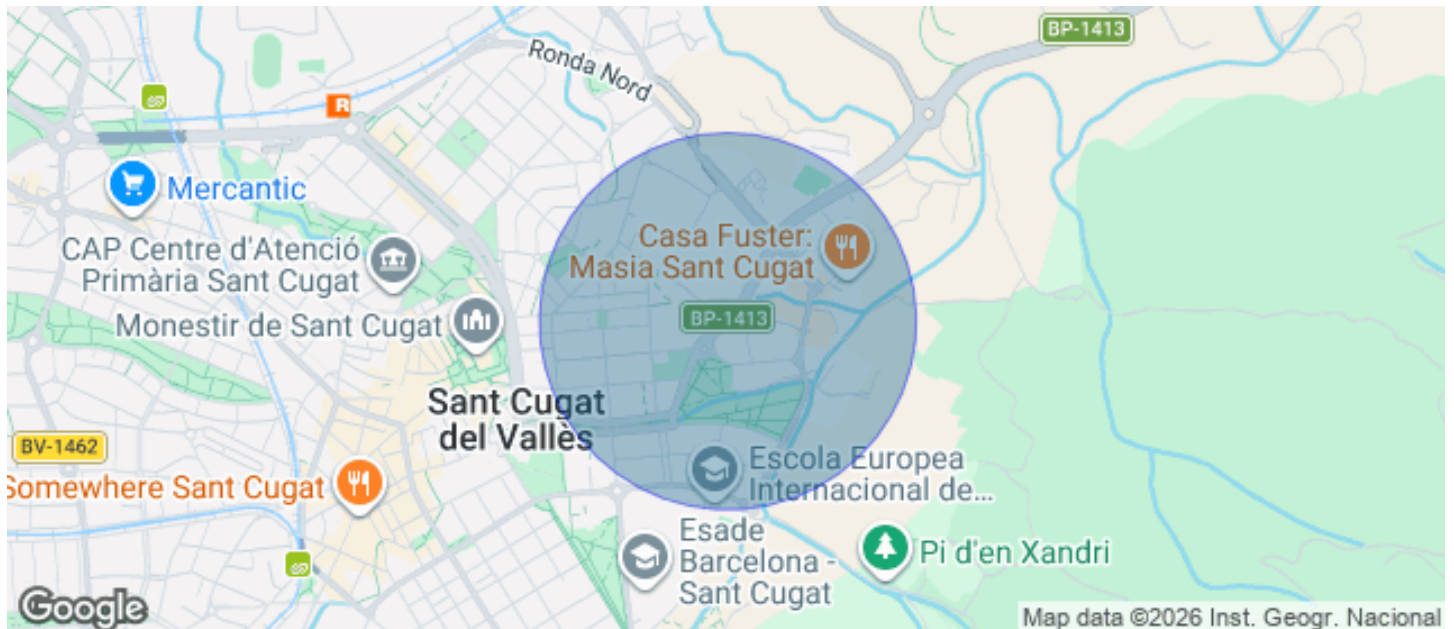 BP-1413
Ronda Nord
R
Mercantic
CAP Centre d'Atenció
Primària Sant Cugat
Casa Fuster:
Masia Sant Cugat
Monestir de Sant Cugat
BP-1413
Sant Cugat
del Vallès
BV-1462
Somewhere Sant Cugat
Escola Europea
Internacional de...
Esade
Barcelona -
Sant Cugat
Pi d'en Xandri
Google
Map data ©2026 Inst. Geogr. Nacional